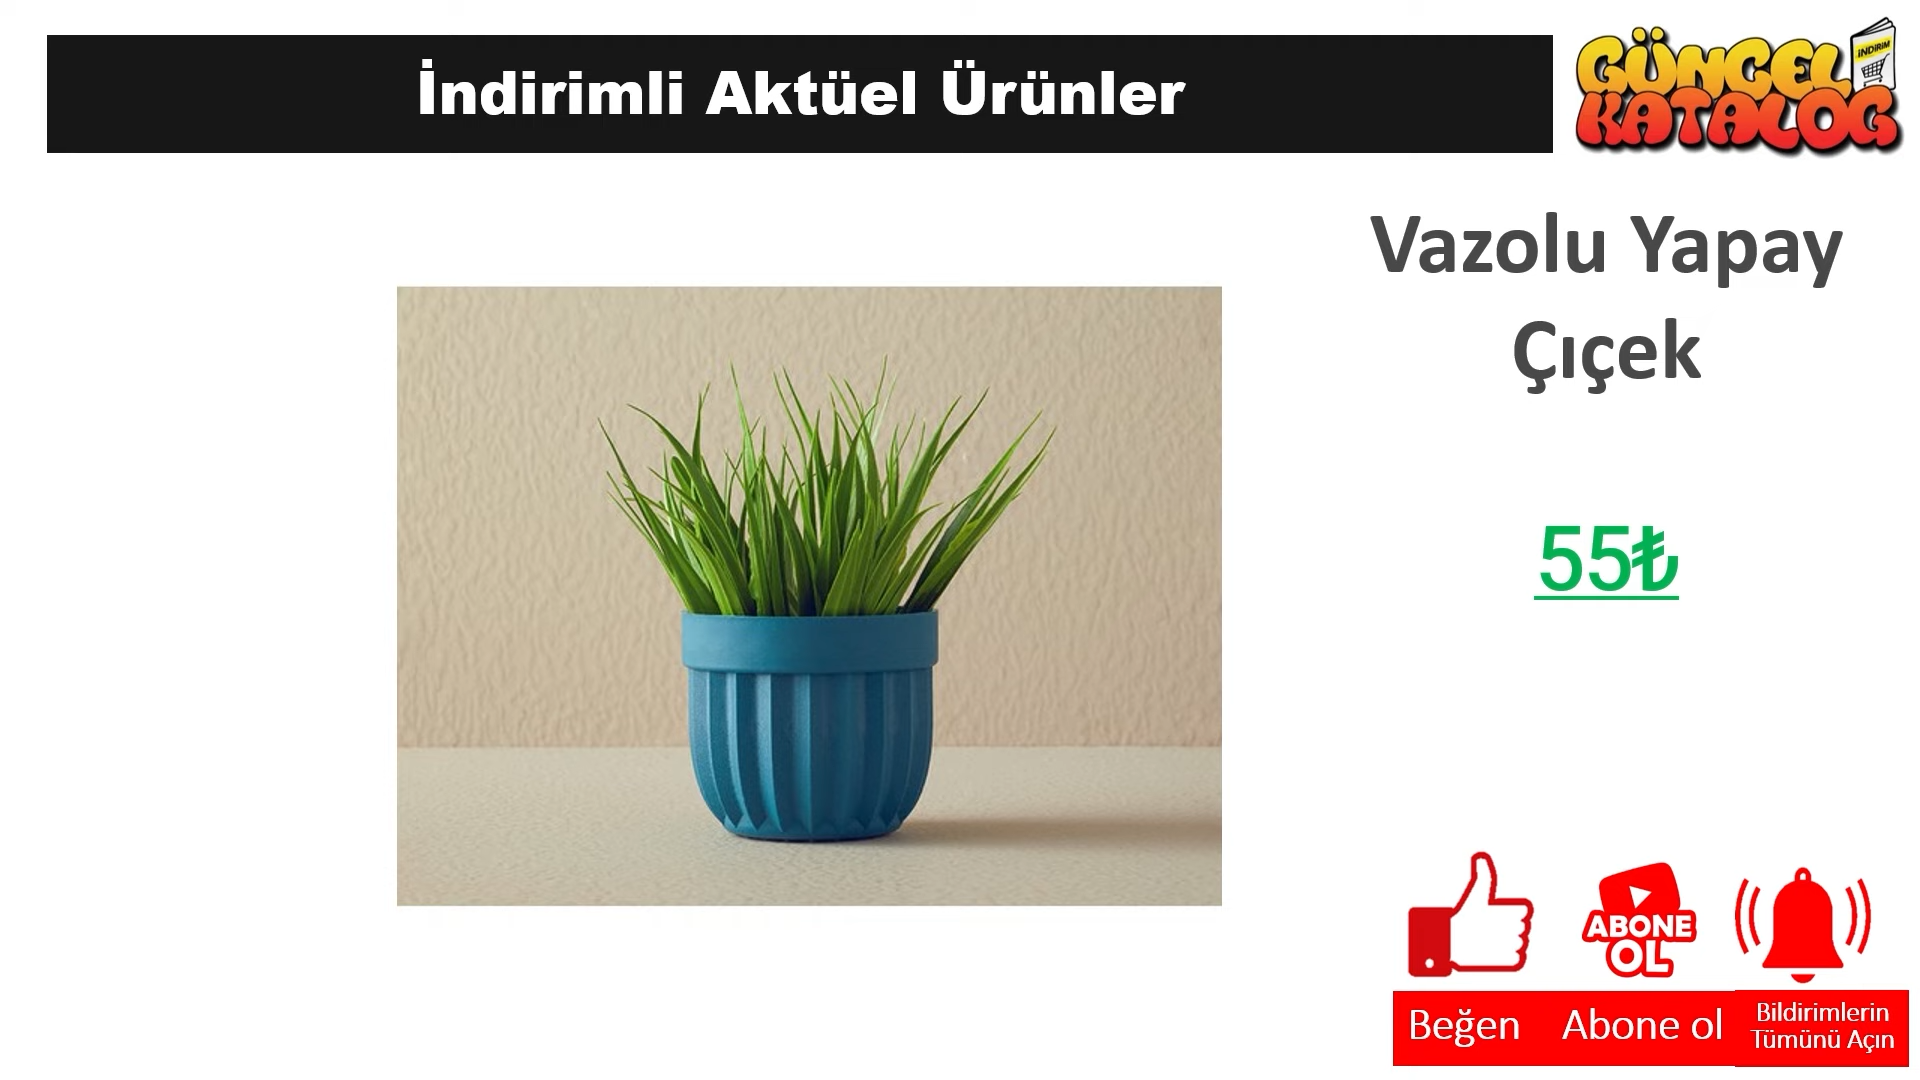 İndirimli Aktüel Ürünler
GÜNCEL
İNDİRİM
KATALOG
Vazolu Yapay
Çıçek
55₺
ABONE
OL
Beğen
Abone ol
Bildirimlerin
Tümünü Açın